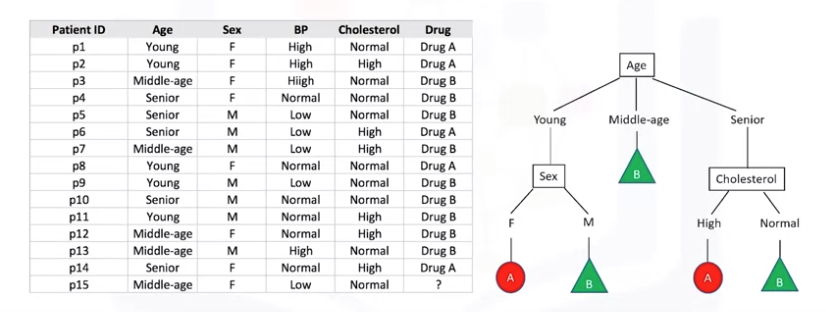 Patient ID Age Sex BP Cholesterol Drug
p1 Young F High Normal Drug A
p2 Young F High High Drug A
p3 Middle-age F Hiigh Normal Drug B
p4 Senior F Normal Normal Drug B
p5 Senior M Low Normal Drug B
p6 Senior M Low High Drug A
p7 Middle-age M Low High Drug B
p8 Young F Normal Normal Drug A
p9 Young M Low Normal Drug B
p10 Senior M Normal Normal Drug B
p11 Young M Normal High Drug B
p12 Middle-age F Normal High Drug B
p13 Middle-age M High Normal Drug B
p14 Senior F Normal High Drug A
p15 Middle-age F Low Normal ?
Age
Young Middle-age Senior
B
Sex Cholesterol
F M High Normal
A B A B